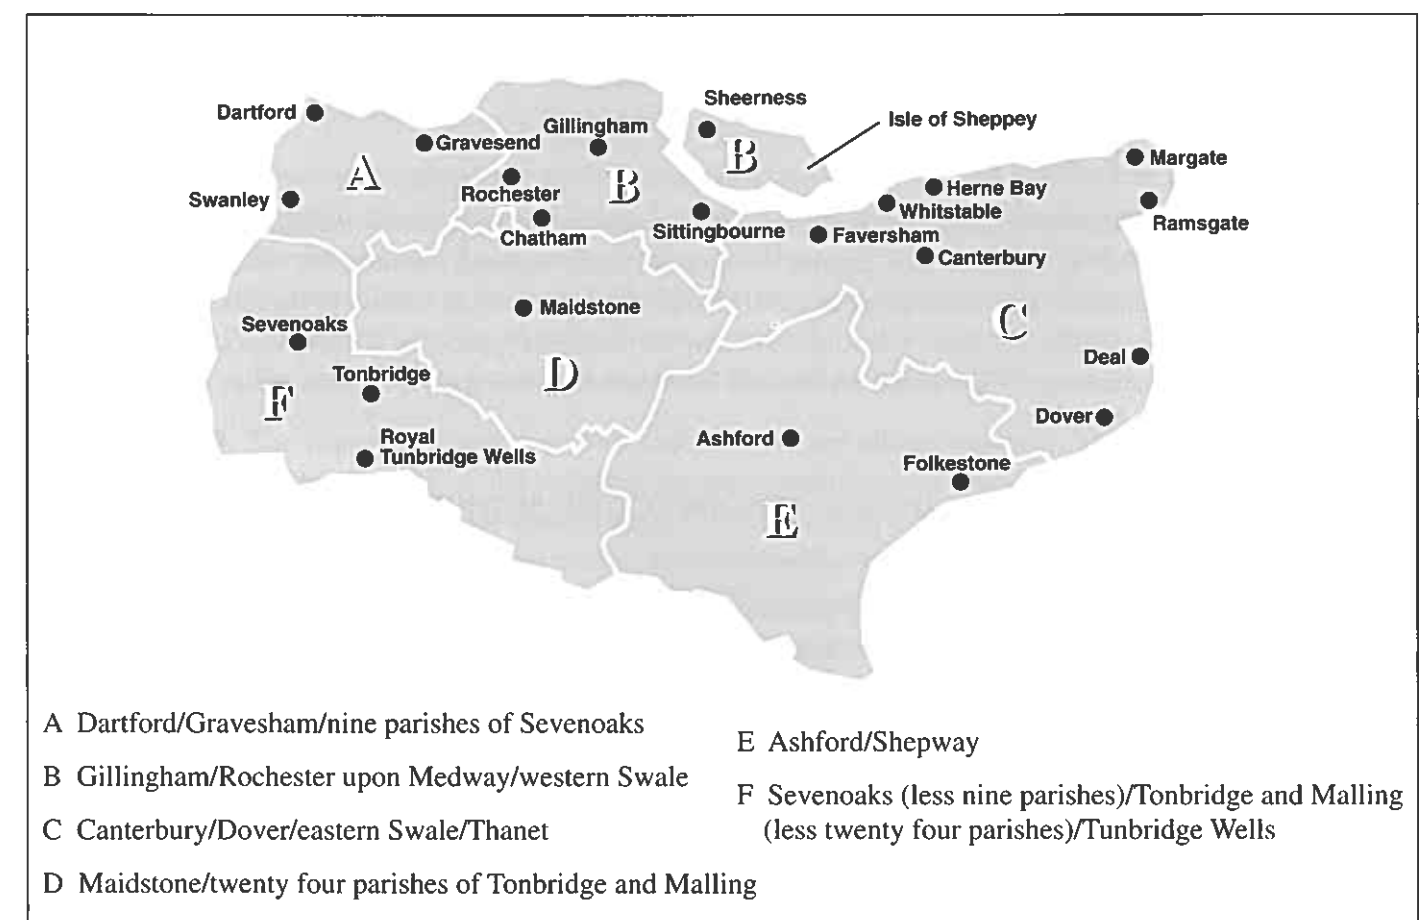 Sheerness
Dartford
Isle of Sheppey
Gillingham
Gravesend
B
Margate
A
Rochester
B
Herne Bay
Swanley
Whitstable
Ramsgate
Chatham
Sittingbourne
Faversham
Canterbury
Maidstone
C
Sevenoaks
Deal
Tonbridge
D
F
Dover
Royal
Tunbridge Wells
Ashford
Folkestone
E
A Dartford/Gravesham/nine parishes of Sevenoaks
B Gillingham/Rochester upon Medway/western Swale
C Canterbury/Dover/eastern Swale/Thanet
D Maidstone/twenty four parishes of Tonbridge and Malling
E Ashford/Shepway
F Sevenoaks (less nine parishes)/Tonbridge and Malling
(less twenty four parishes)/Tunbridge Wells